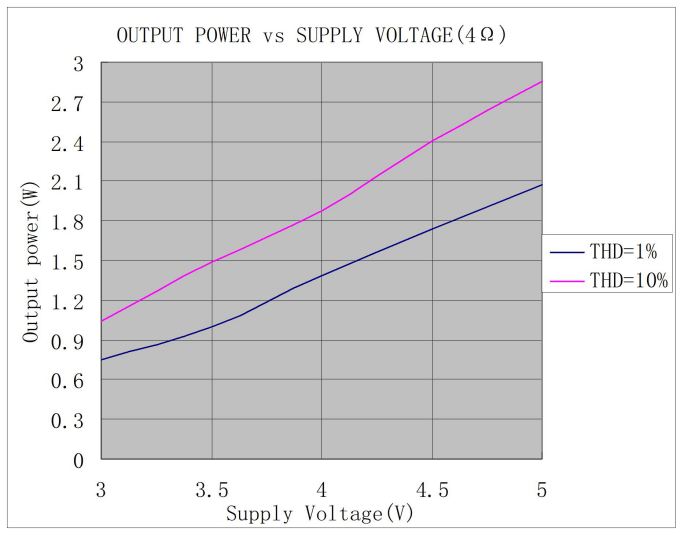 OUTPUT POWER vs SUPPLY VOLTAGE(4Ω)
3
2.7
2.4
2.1
1.8
1.5
1.2
0.9
0.6
0.3
0
Output power(W)
3 3.5 4 4.5 5
Supply Voltage(V)
THD=1%
THD=10%